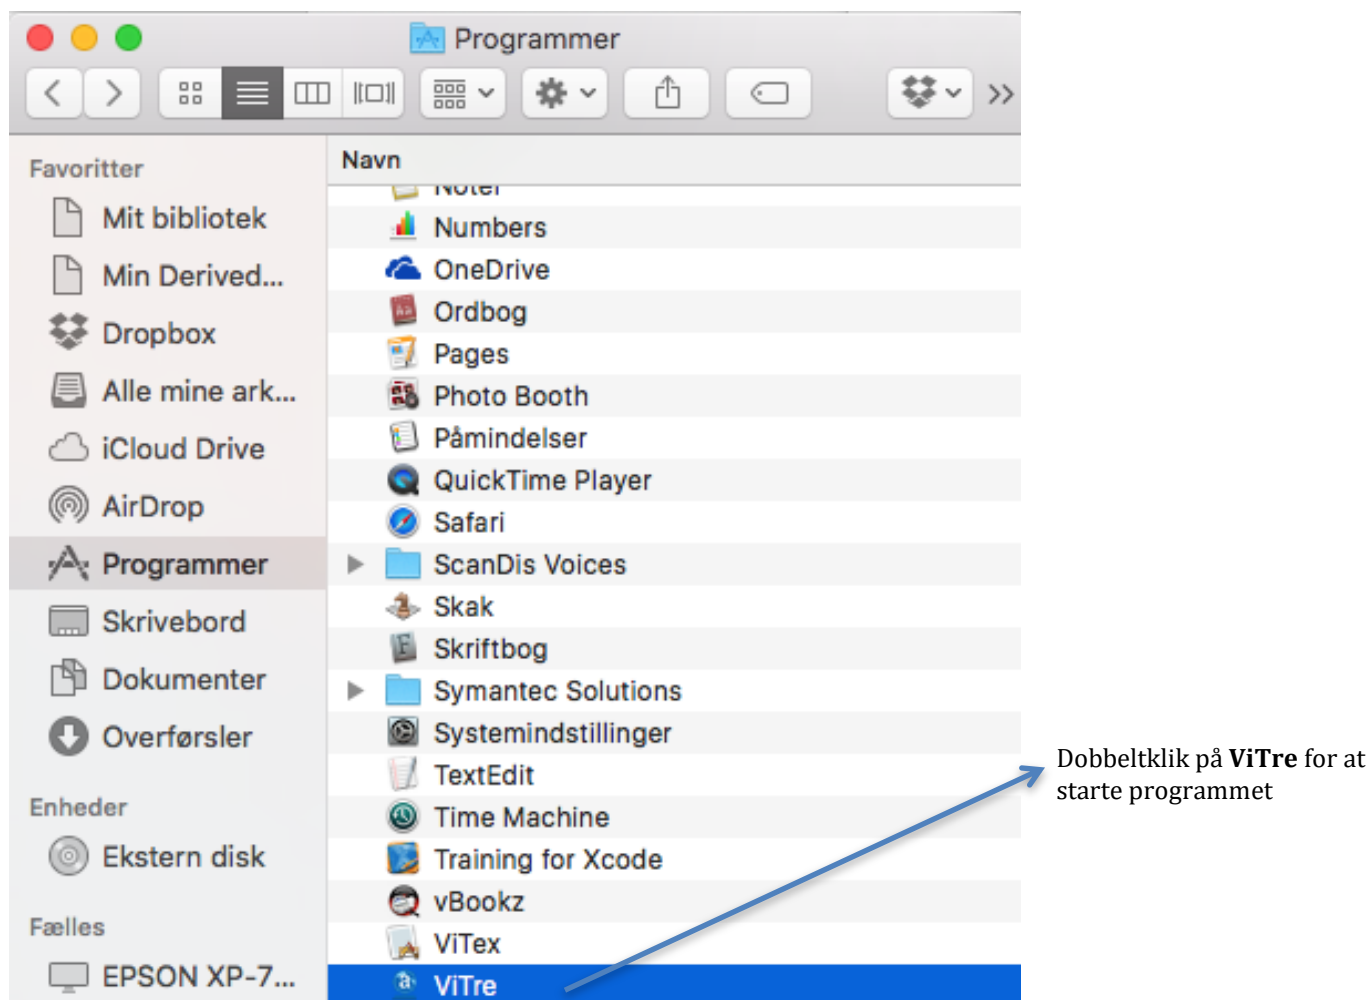 Programmer
Favoritter
Mit bibliotek
Min Derived...
Dropbox
Alle mine ark...
iCloud Drive
AirDrop
Programmer
Skrivebord
Dokumenter
Overførsler
Enheder
Ekstern disk
Fælles
EPSON XP-7...
Navn
Noter
Numbers
OneDrive
Ordbog
Pages
Photo Booth
Påmindelser
QuickTime Player
Safari
ScanDis Voices
Skak
Skriftbog
Symantec Solutions
Systemindstillinger
TextEdit
Time Machine
Training for Xcode
vBookz
ViTex
ViTre
Dobbeltklik på ViTre for at
starte programmet